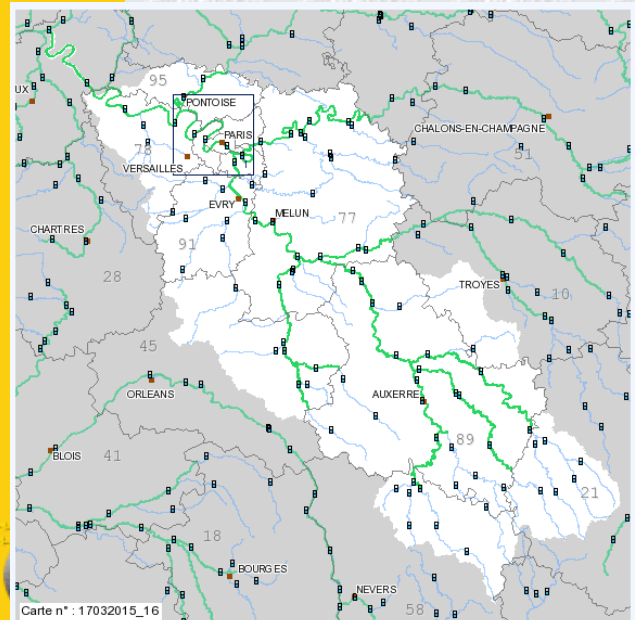 95
UX
PONTOISE
PARIS
CHALONS-EN-CHAMPAGNE
51
78
VERSAILLES
EVRY
MELUN
77
CHARTRES
91
28
TROYES
10
45
ORLEANS
AUXERRE
89
BLOIS
41
21
18
BOURGES
NEVERS
58
Carte n° : 17032015_16